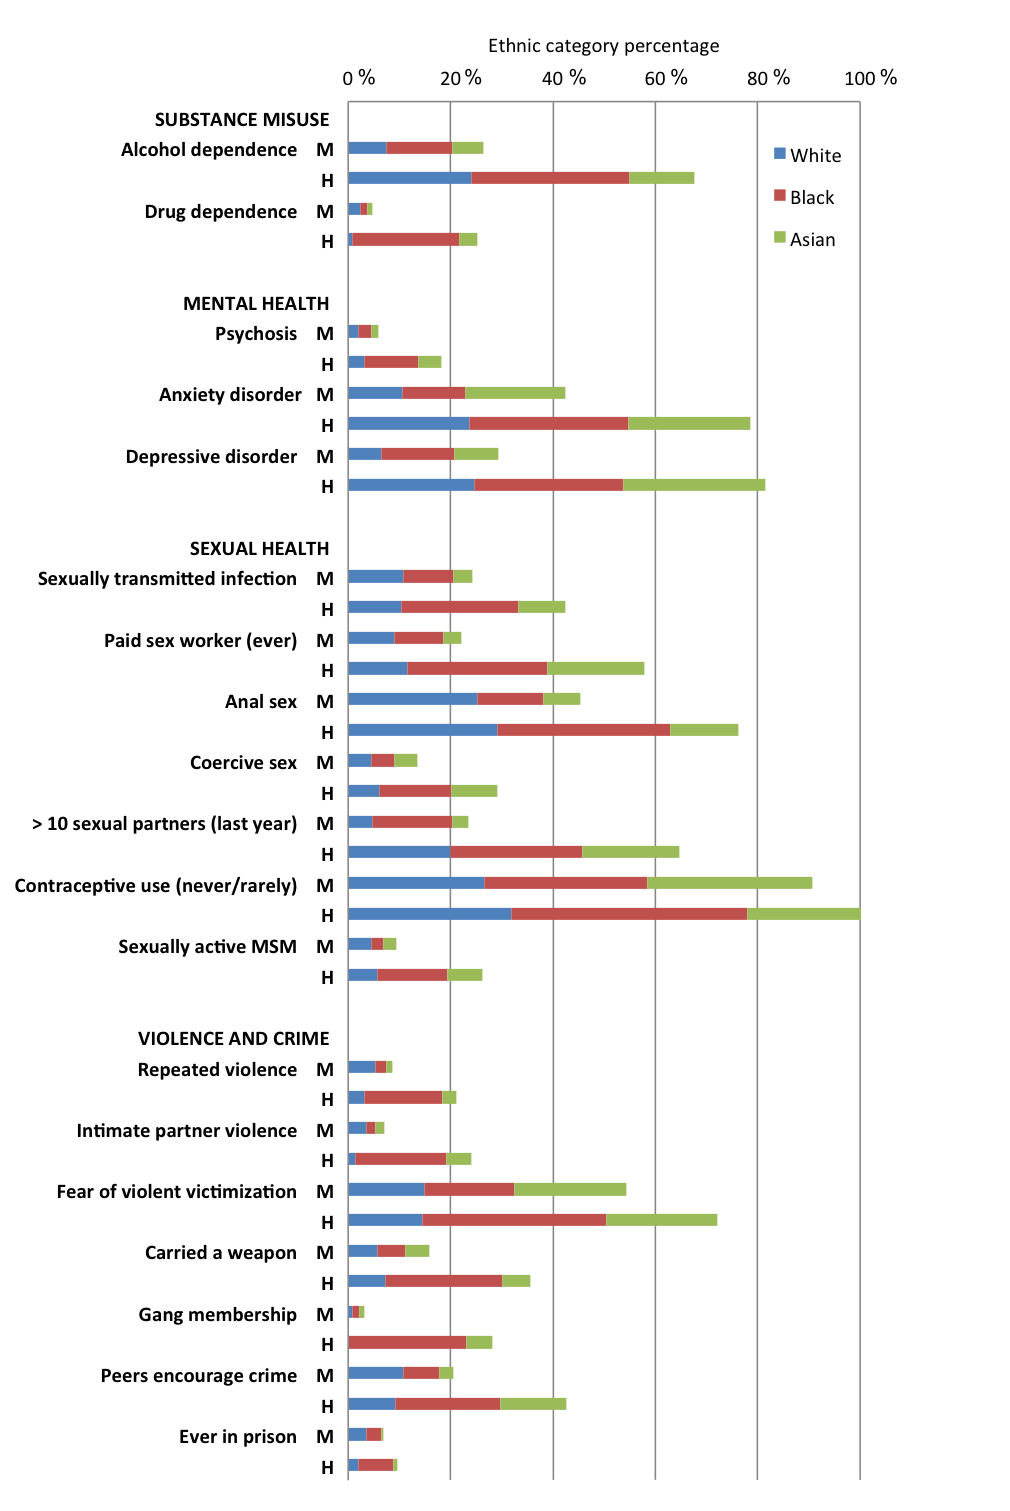 Ethnic category percentage
0 % 20 % 40 % 60 % 80 % 100 %
SUBSTANCE MISUSE
Alcohol dependence M
White
H
Black
Drug dependence M
Asian
H
MENTAL HEALTH
Psychosis M
H
Anxiety disorder M
H
Depressive disorder M
H
SEXUAL HEALTH
Sexually transmitted infection M
H
Paid sex worker (ever) M
H
Anal sex M
H
Coercive sex M
H
> 10 sexual partners (last year) M
H
Contraceptive use (never/rarely) M
H
Sexually active MSM M
H
VIOLENCE AND CRIME
Repeated violence M
H
Intimate partner violence M
H
Fear of violent victimization M
H
Carried a weapon M
H
Gang membership M
H
Peers encourage crime M
H
Ever in prison M
H